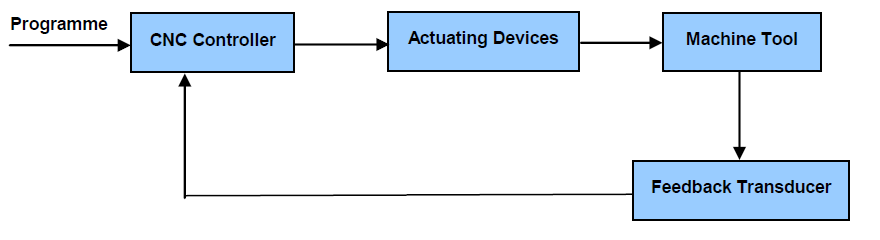 Programme
CNC Controller
Actuating Devices
Machine Tool
Feedback Transducer